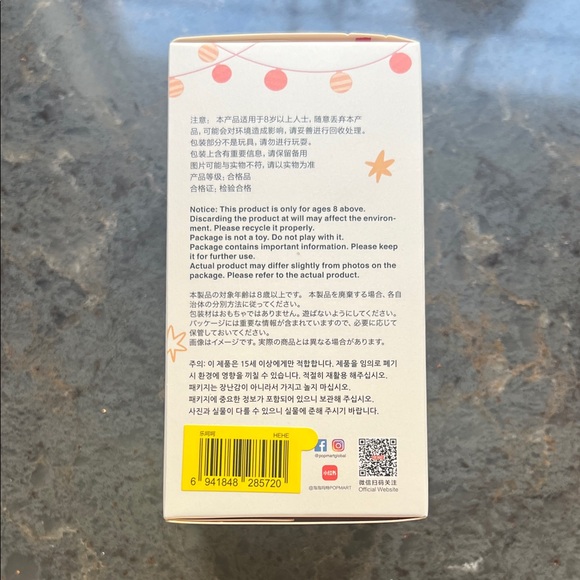 注意：本产品适用于8岁以上人士，随意丢弃本产
品，可能会对环境造成影响，请妥善进行回收处理。
包装部分不是玩具，请勿进行玩耍。
包装上含有重要信息，请保留备用
图片可能与实物不符，请以实物为准
产品等级：合格品
合格证：检验合格
Notice: This product is only for ages 8 above.
Discarding the product at will may affect the environ-
ment. Please recycle it properly.
Package is not a toy. Do not play with it.
Package contains important information. Please keep
it for further use.
Actual product may differ slightly from photos on the
package. Please refer to the actual product.
本製品の対象年齢は8歳以上です。 本製品を廃棄する場合、各自
治体の分別方法に従ってください。
包装材はおもちゃではありません。遊ばないようにしてください。
パッケージには重要な情報が含まれていますので、必要に応じて
保管しておいてください。
画像はイメージです。実際の商品とは異なる場合があります。
주의: 이 제품은 15세 이상에게만 적합합니다. 제품을 임의로 폐기
시 환경에 영향을 끼칠 수 있습니다. 적절히 재활용 해주십시오.
패키지는 장난감이 아니라서 가지고 놀지 마십시오.
패키지에 중요한 정보가 포함되어 있으니 보관해 주십시오.
사진과 실물이 다를 수 있으니 실물에 준해 주시기 바랍니다.
乐呵呵 HEHE
6 941848 285720
@popmartglobal
小红书
@泡泡玛特POPMART
微信扫码关注
Official Website